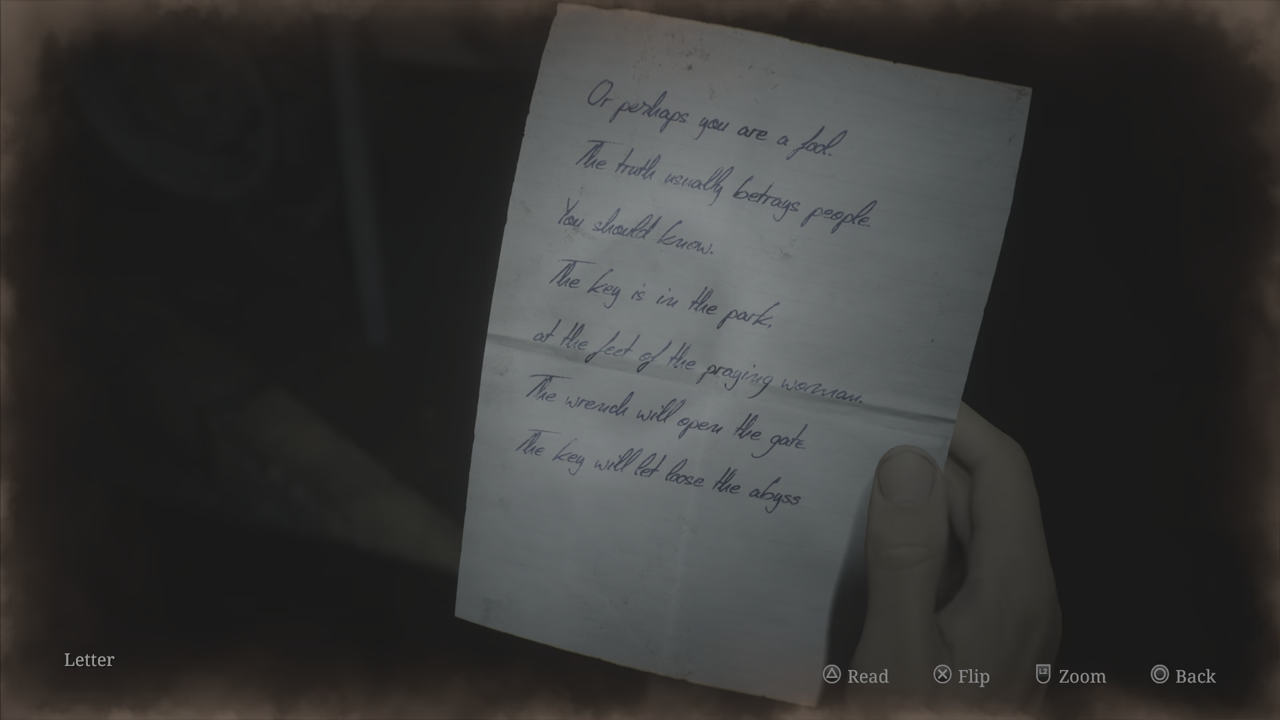 Or perhaps you are a fool.
The truth usually betrays people.
You should know.
The key is in the park,
at the feet of the praying woman.
The wrench will open the gate
The key will let loose the abyss
Letter
Read
Flip
L2
Zoom
Back